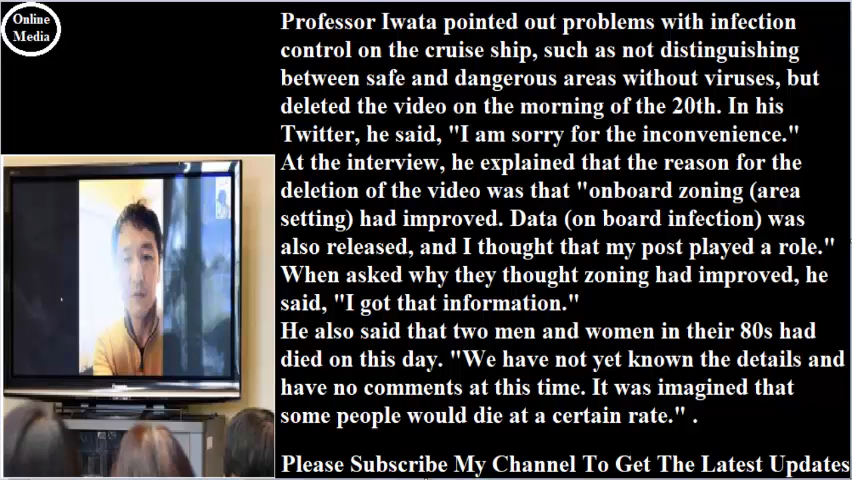 Online
Media
Professor Iwata pointed out problems with infection
control on the cruise ship, such as not distinguishing
between safe and dangerous areas without viruses, but
deleted the video on the morning of the 20th. In his
Twitter, he said, "I am sorry for the inconvenience."
At the interview, he explained that the reason for the
deletion of the video was that "onboard zoning (area
setting) had improved. Data (on board infection) was
also released, and I thought that my post played a role."
When asked why they thought zoning had improved, he
said, "I got that information."
He also said that two men and women in their 80s had
died on this day. "We have not yet known the details and
have no comments at this time. It was imagined that
some people would die at a certain rate." .
Please Subscribe My Channel To Get The Latest Updates